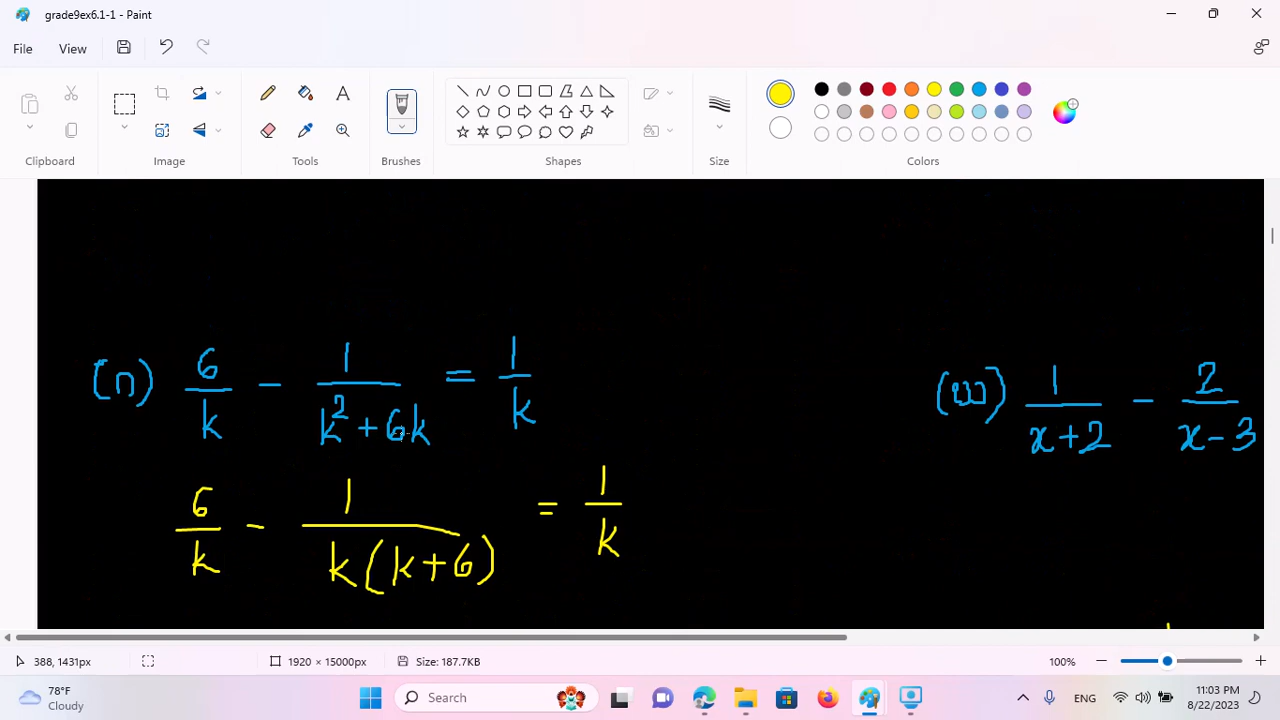 grade9ex6.1-1 - Paint
File View
Clipboard Image Tools Brushes Shapes Size Colors
(n) 6/k - 1/(k²+6k) = 1/k
6/k - 1/(k(k+6)) = 1/k
1/(x+2) - 2/(x-3)
388, 1431px 1920 × 15000px Size: 187.7KB 100%
78°F
Cloudy
Search
ENG
11:03 PM
8/22/2023